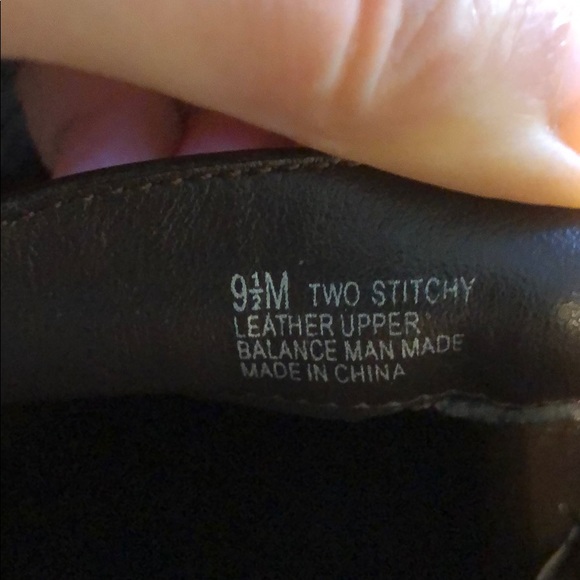 9½M TWO STITCHY
LEATHER UPPER
BALANCE MAN MADE
MADE IN CHINA